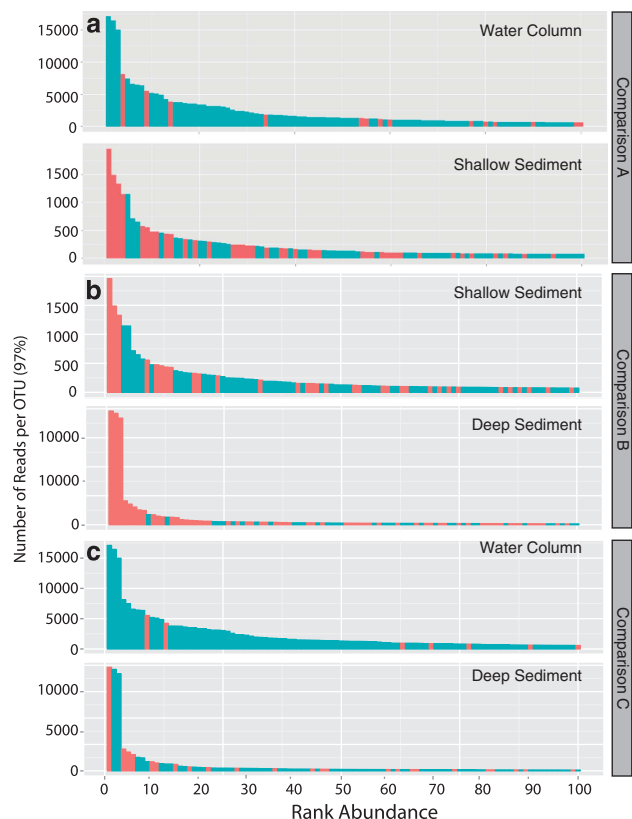 a
Water Column
15000
10000
5000
0
Comparison A
Shallow Sediment
1500
1000
500
0
b
Shallow Sediment
1500
1000
500
0
Comparison B
Deep Sediment
10000
10000
0
Number of Reads per OTU (97%)
c
Water Column
15000
10000
5000
0
Comparison C
Deep Sediment
10000
5000
0
0 10 20 30 40 50 60 70 80 90 100
Rank Abundance